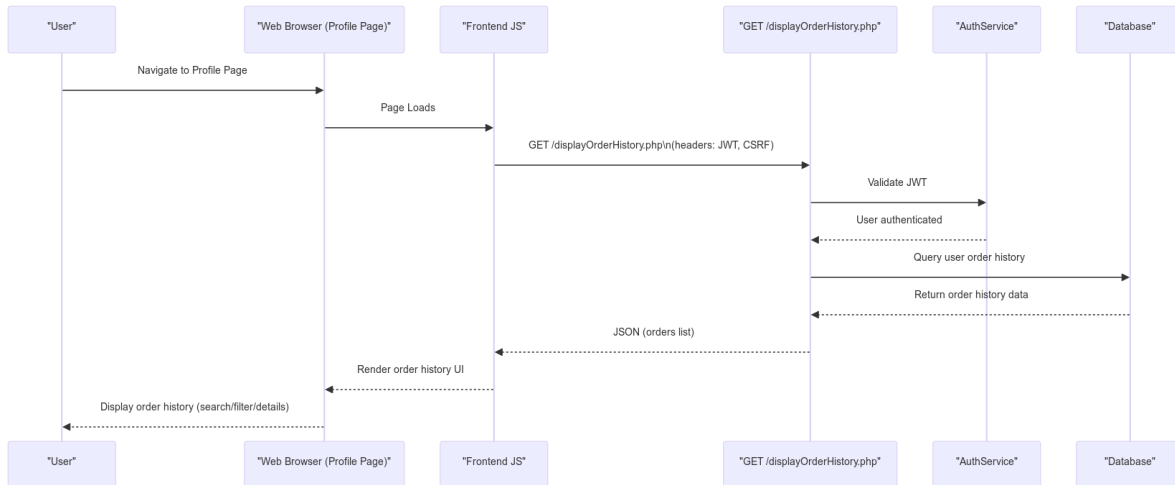 "User"
"Web Browser (Profile Page)"
"Frontend JS"
"GET /displayOrderHistory.php"
"AuthService"
"Database"
Navigate to Profile Page
Page Loads
GET /displayOrderHistory.php\n(headers: JWT, CSRF)
Validate JWT
User authenticated
Query user order history
Return order history data
JSON (orders list)
Render order history UI
Display order history (search/filter/details)
"User"
"Web Browser (Profile Page)"
"Frontend JS"
"GET /displayOrderHistory.php"
"AuthService"
"Database"